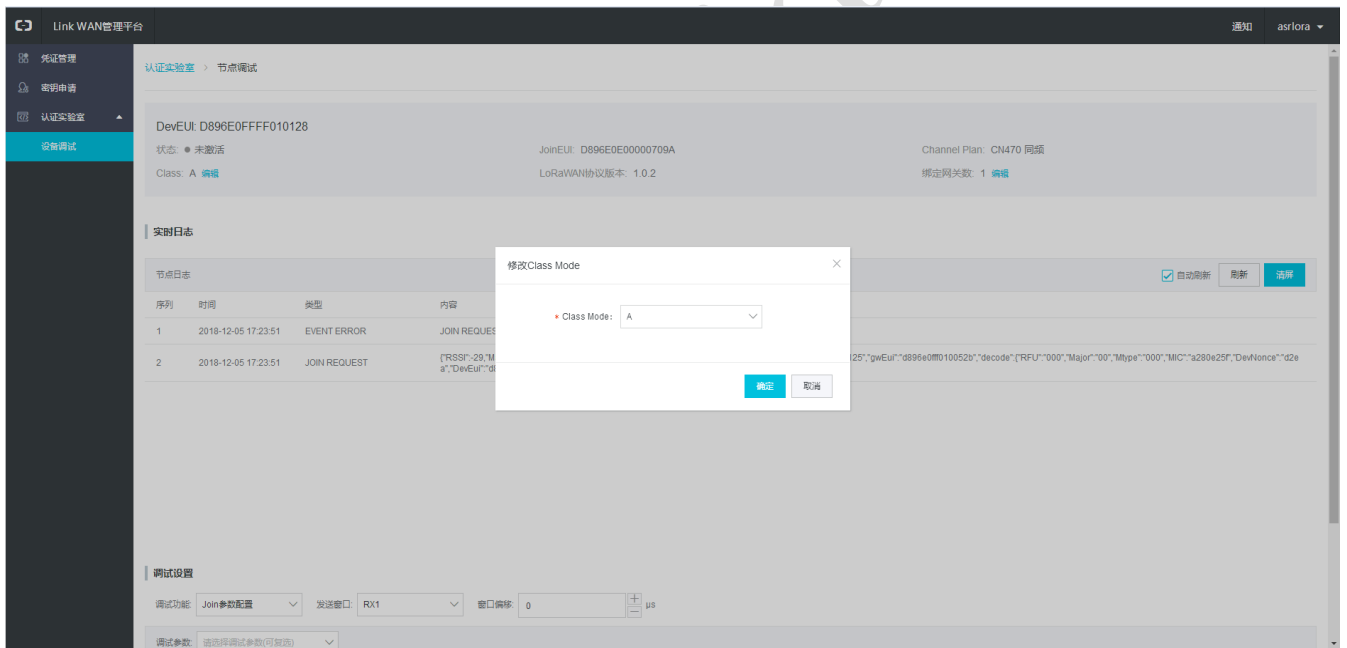 Link WAN管理平台
通知 asrlora
凭证管理
密钥申请
认证实验室
设备调试
认证实验室 > 节点调试
DevEUI: D896E0FFFF010128
状态: 未激活 JoinEUI: D896E0E00000709A Channel Plan: CN470 同频
Class: A 编辑 LoRaWAN协议版本: 1.0.2 绑定网关数: 1 编辑
实时日志
节点日志 自动刷新 刷新 清屏
序列 时间 类型 内容
1 2018-12-05 17:23:51 EVENT ERROR JOIN REQUES
2 2018-12-05 17:23:51 JOIN REQUEST {"RSSI":-29,"M 25","gwEui":"d896e0ffff010052b","decode":{"RFU":"000","Major":"00","Mtype":"000","MIC":"a280e25f","DevNonce":"d2e
a","DevEui":"d8
修改Class Mode
* Class Mode: A
确定 取消
调试设置
调试功能: Join参数配置 发送窗口: RX1 窗口偏移: 0 μs
调试参数: 请选择调试参数(可复选)